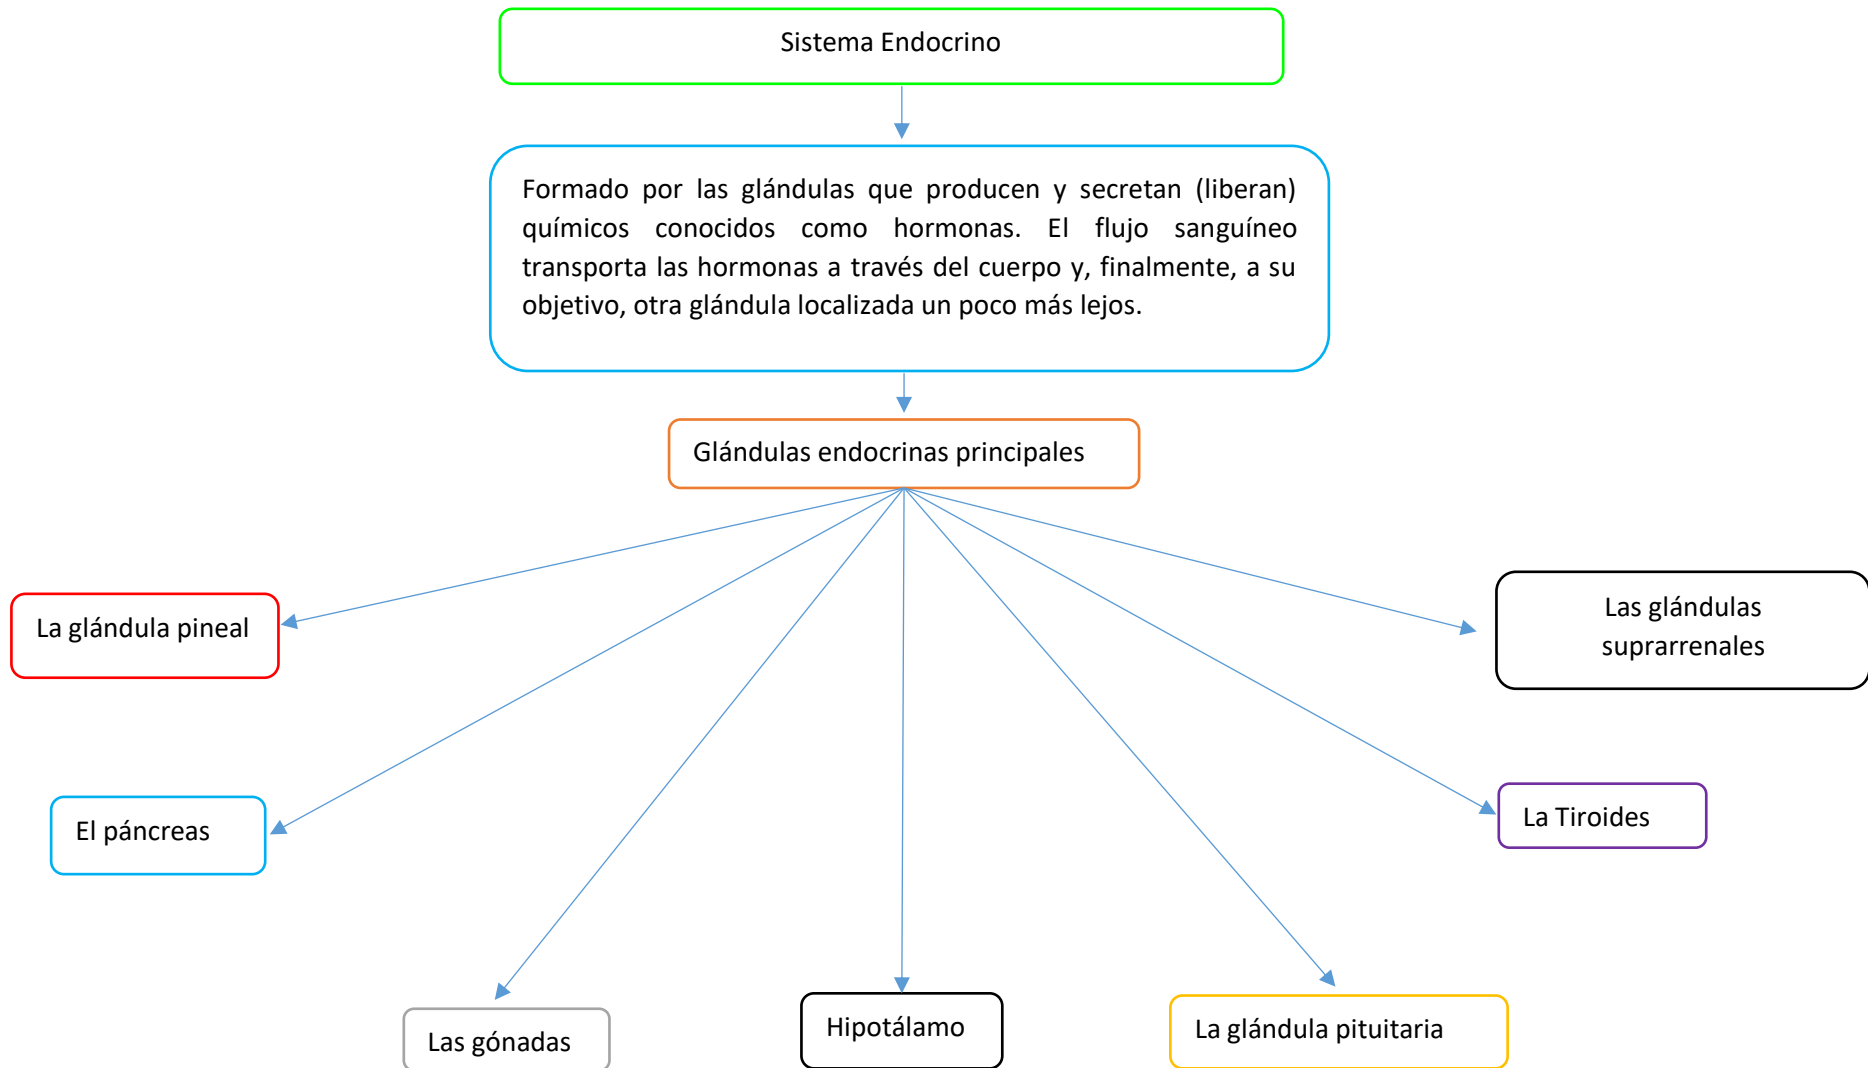 Sistema Endocrino
Formado por las glándulas que producen y secretan (liberan)
químicos conocidos como hormonas. El flujo sanguíneo
transporta las hormonas a través del cuerpo y, finalmente, a su
objetivo, otra glándula localizada un poco más lejos.
Glándulas endocrinas principales
La glándula pineal
Las glándulas
suprarrenales
El páncreas
La Tiroides
Las gónadas
Hipotálamo
La glándula pituitaria